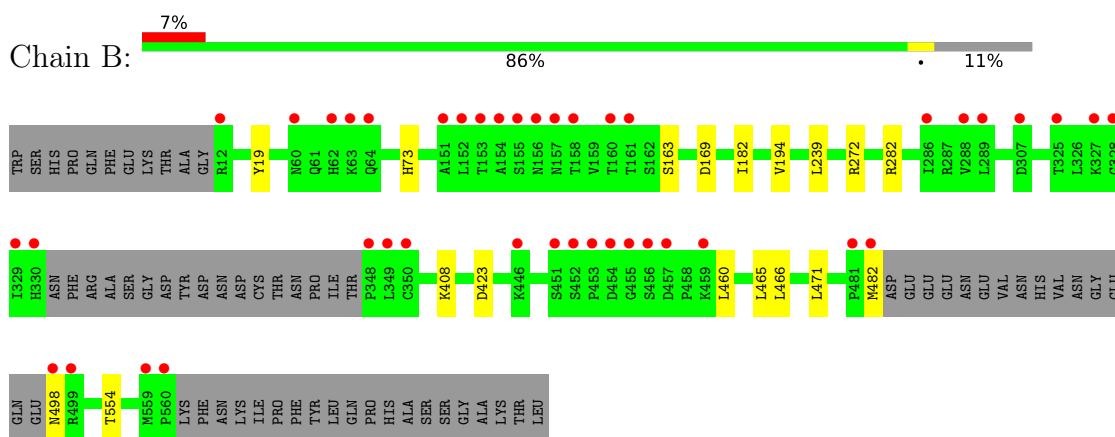 7%
Chain B:
86%
11%
TRP SER HIS PRO GLN PHE GLU LYS THR ALA GLY R12 Y19 N60 Q61 H62 K63 Q64 H73 A151 L152 T153 A154 S155 N156 N157 T158 V159 T160 T161 S162 S163 D169 I182 V194 L239 R272 R282 I286 R287 V288 L289 D307 T325 L326 K327
I329 H330 ASN PHE ARG ALA SER GLY ASP TYR ASP ASN ASP CYS THR ASN PRO ILE THR P348 L349 C350 K408 D423 K446 S451 S452 P453 D454 G455 S456 D457 P458 K459 L460 L465 L466 L471 P481 M482 ASP GLU GLU GLU ASN GLU VAL ASN HIS VAL ASN GLY GLU
GLN GLU N498 R499 T554 M559 P560 LYS PHE ASN LYS ILE PRO PHE TYR LEU GLN PRO HIS ALA SER SER GLY ALA LYS THR LEU